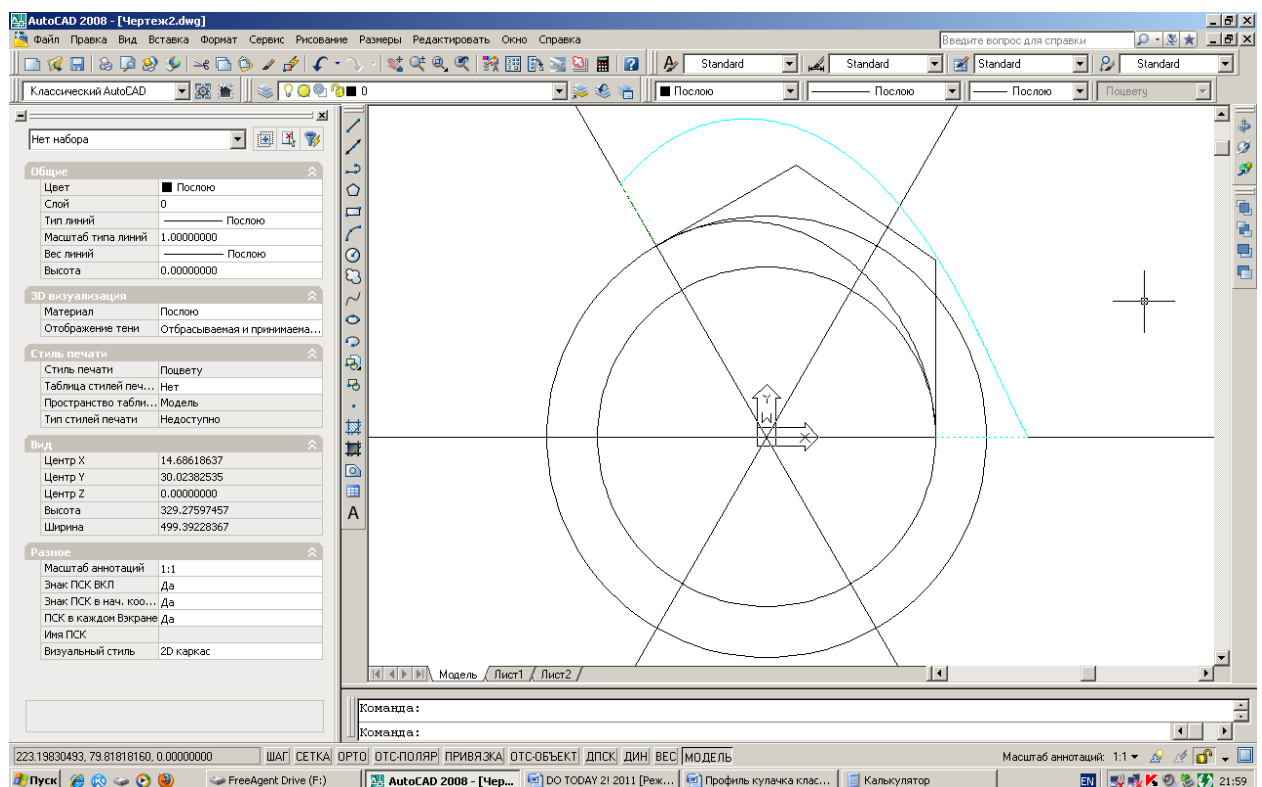 AutoCAD 2008 - [Чертеж2.dwg]
Файл Правка Вид Вставка Формат Сервис Рисование Размеры Редактировать Окно Справка
Введите вопрос для справки
Standard Standard Standard Standard
Классический AutoCAD 0 Послою Послою Послою Поцвету
Нет набора
Общие
Цвет Послою
Слой 0
Тип линий Послою
Масштаб типа линий 1.00000000
Вес линий Послою
Высота 0.00000000
3D визуализация
Материал Послою
Отображение тени Отбрасываемая и принимаема...
Стиль печати
Стиль печати Поцвету
Таблица стилей печ... Нет
Пространство табли... Модель
Тип стилей печати Недоступно
Вид
Центр X 14.68618637
Центр Y 30.02382535
Центр Z 0.00000000
Высота 329.27597457
Ширина 499.39228367
Разное
Масштаб аннотаций 1:1
Знак ПСК ВКЛ Да
Знак ПСК в нач. коо... Да
ПСК в каждом Вэкране Да
Имя ПСК
Визуальный стиль 2D каркас
A
Y
W
X
Модель Лист1 Лист2
Команда:
Команда:
223.19830493, 79.81818160, 0.00000000 ШАГ СЕТКА ОРТО ОТС-ПОЛЯР ПРИВЯЗКА ОТС-ОБЪЕКТ ДПСК ДИН ВЕС МОДЕЛЬ Масштаб аннотаций: 1:1
Пуск FreeAgent Drive (F:) AutoCAD 2008 - [Чер... DO TODAY 2! 2011 [Реж... Профиль кулачка клас... Калькулятор EN 21:59